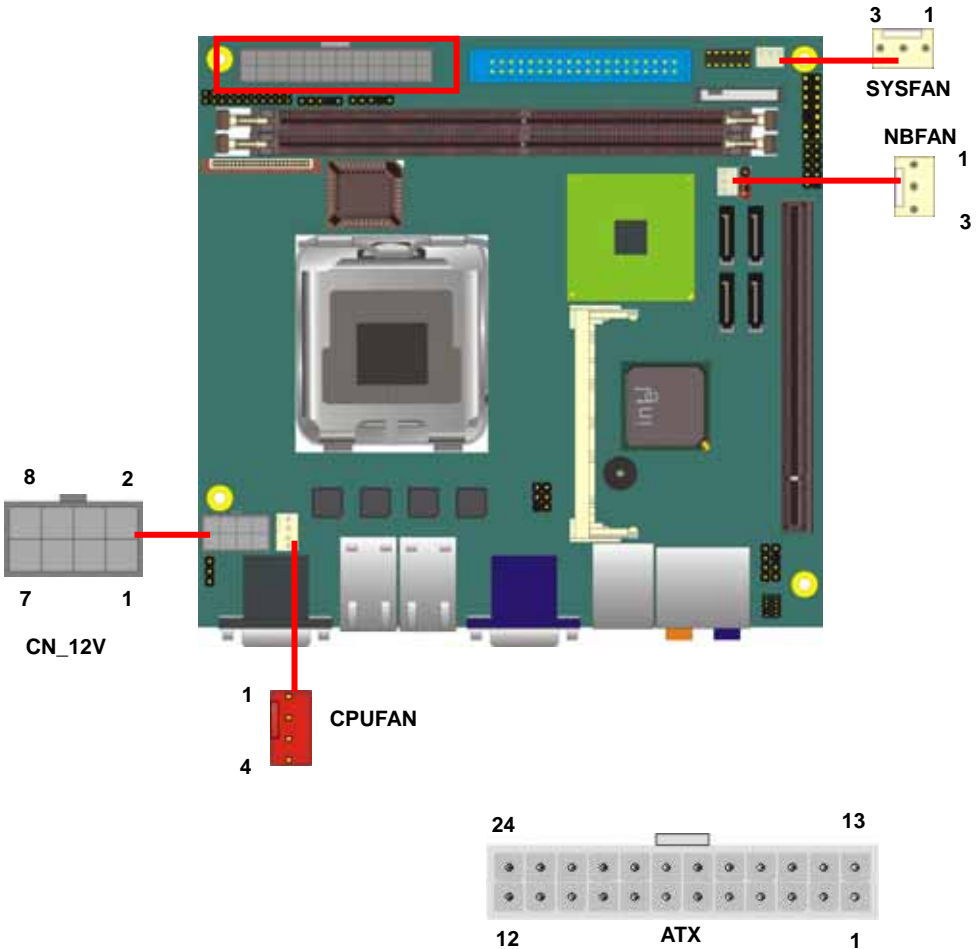 3 1
SYSFAN
NBFAN
1
3
intel
8 2
7 1
CN_12V
1
CPUFAN
4
24 13
12 ATX 1